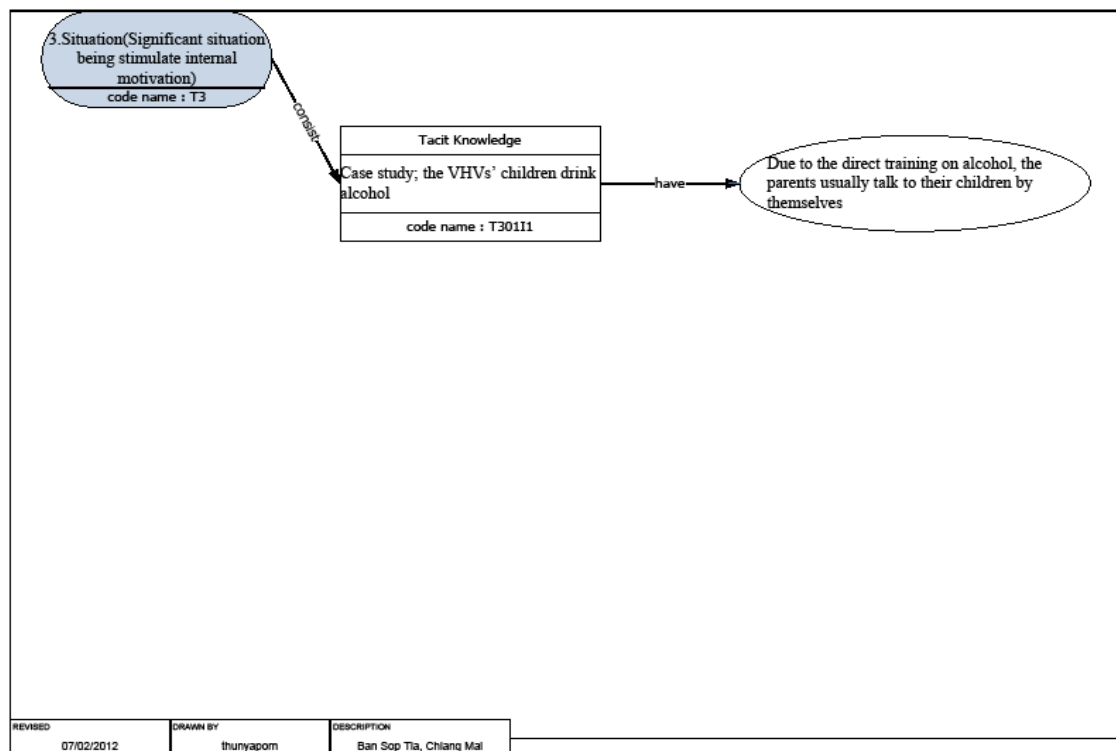 3.Situation(Significant situation
being stimulate internal
motivation)
code name : T3
consist
Tacit Knowledge
Case study; the VHVs' children drink
alcohol
code name : T301I1
have
Due to the direct training on alcohol, the
parents usually talk to their children by
themselves
REVISED
07/02/2012
DRAWN BY
thunyaporn
DESCRIPTION
Ban Sop Tia, Chiang Mai